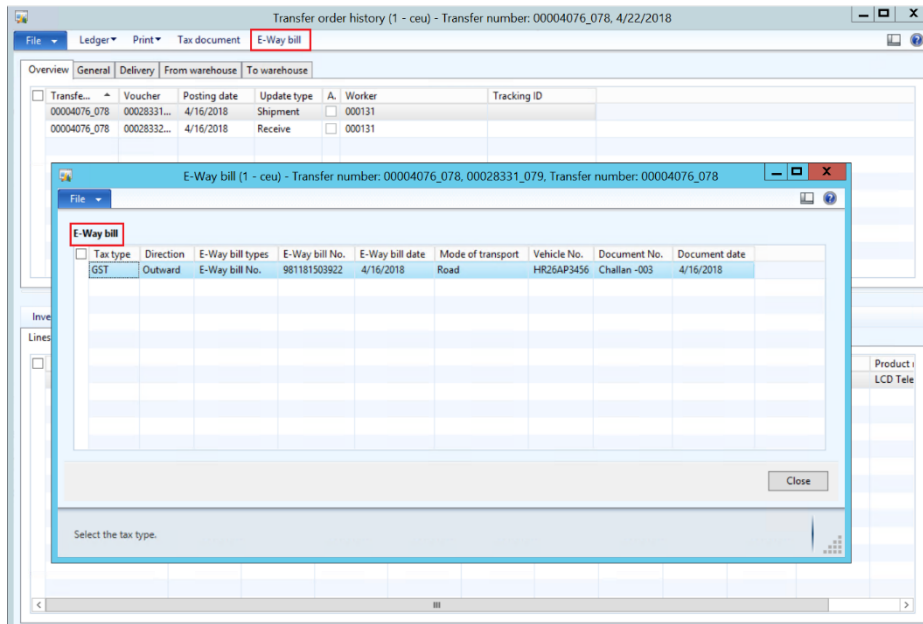 Transfer order history (1 - ceu) - Transfer number: 00004076_078, 4/22/2018
File Ledger Print Tax document E-Way bill
Overview General Delivery From warehouse To warehouse
Transfe... Voucher Posting date Update type A. Worker Tracking ID
00004076_078 00028331... 4/16/2018 Shipment 000131
00004076_078 00028332... 4/16/2018 Receive 000131
E-Way bill (1 - ceu) - Transfer number: 00004076_078, 00028331_079, Transfer number: 00004076_078
File
E-Way bill
Tax type Direction E-Way bill types E-Way bill No. E-Way bill date Mode of transport Vehicle No. Document No. Document date
GST Outward E-Way bill No. 981181503922 4/16/2018 Road HR26AP3456 Challan -003 4/16/2018
Inve
Lines
Product
LCD Tele
Close
Select the tax type.